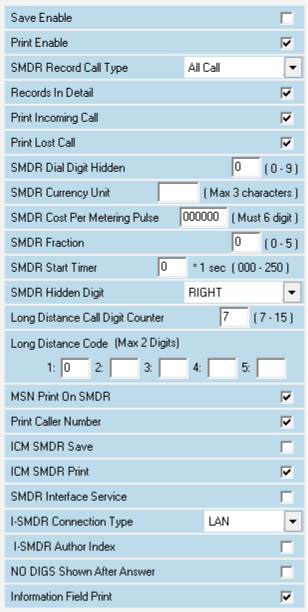 Save Enable
Print Enable
SMDR Record Call Type All Call
Records In Detail
Print Incoming Call
Print Lost Call
SMDR Dial Digit Hidden 0 ( 0 - 9 )
SMDR Currency Unit ( Max 3 characters )
SMDR Cost Per Metering Pulse 000000 ( Must 6 digit )
SMDR Fraction 0 ( 0 - 5 )
SMDR Start Timer 0 * 1 sec ( 000 - 250 )
SMDR Hidden Digit RIGHT
Long Distance Call Digit Counter 7 ( 7 - 15 )
Long Distance Code (Max 2 Digits)
1: 0 2: 3: 4: 5:
MSN Print On SMDR
Print Caller Number
ICM SMDR Save
ICM SMDR Print
SMDR Interface Service
I-SMDR Connection Type LAN
I-SMDR Author Index
NO DIGS Shown After Answer
Information Field Print